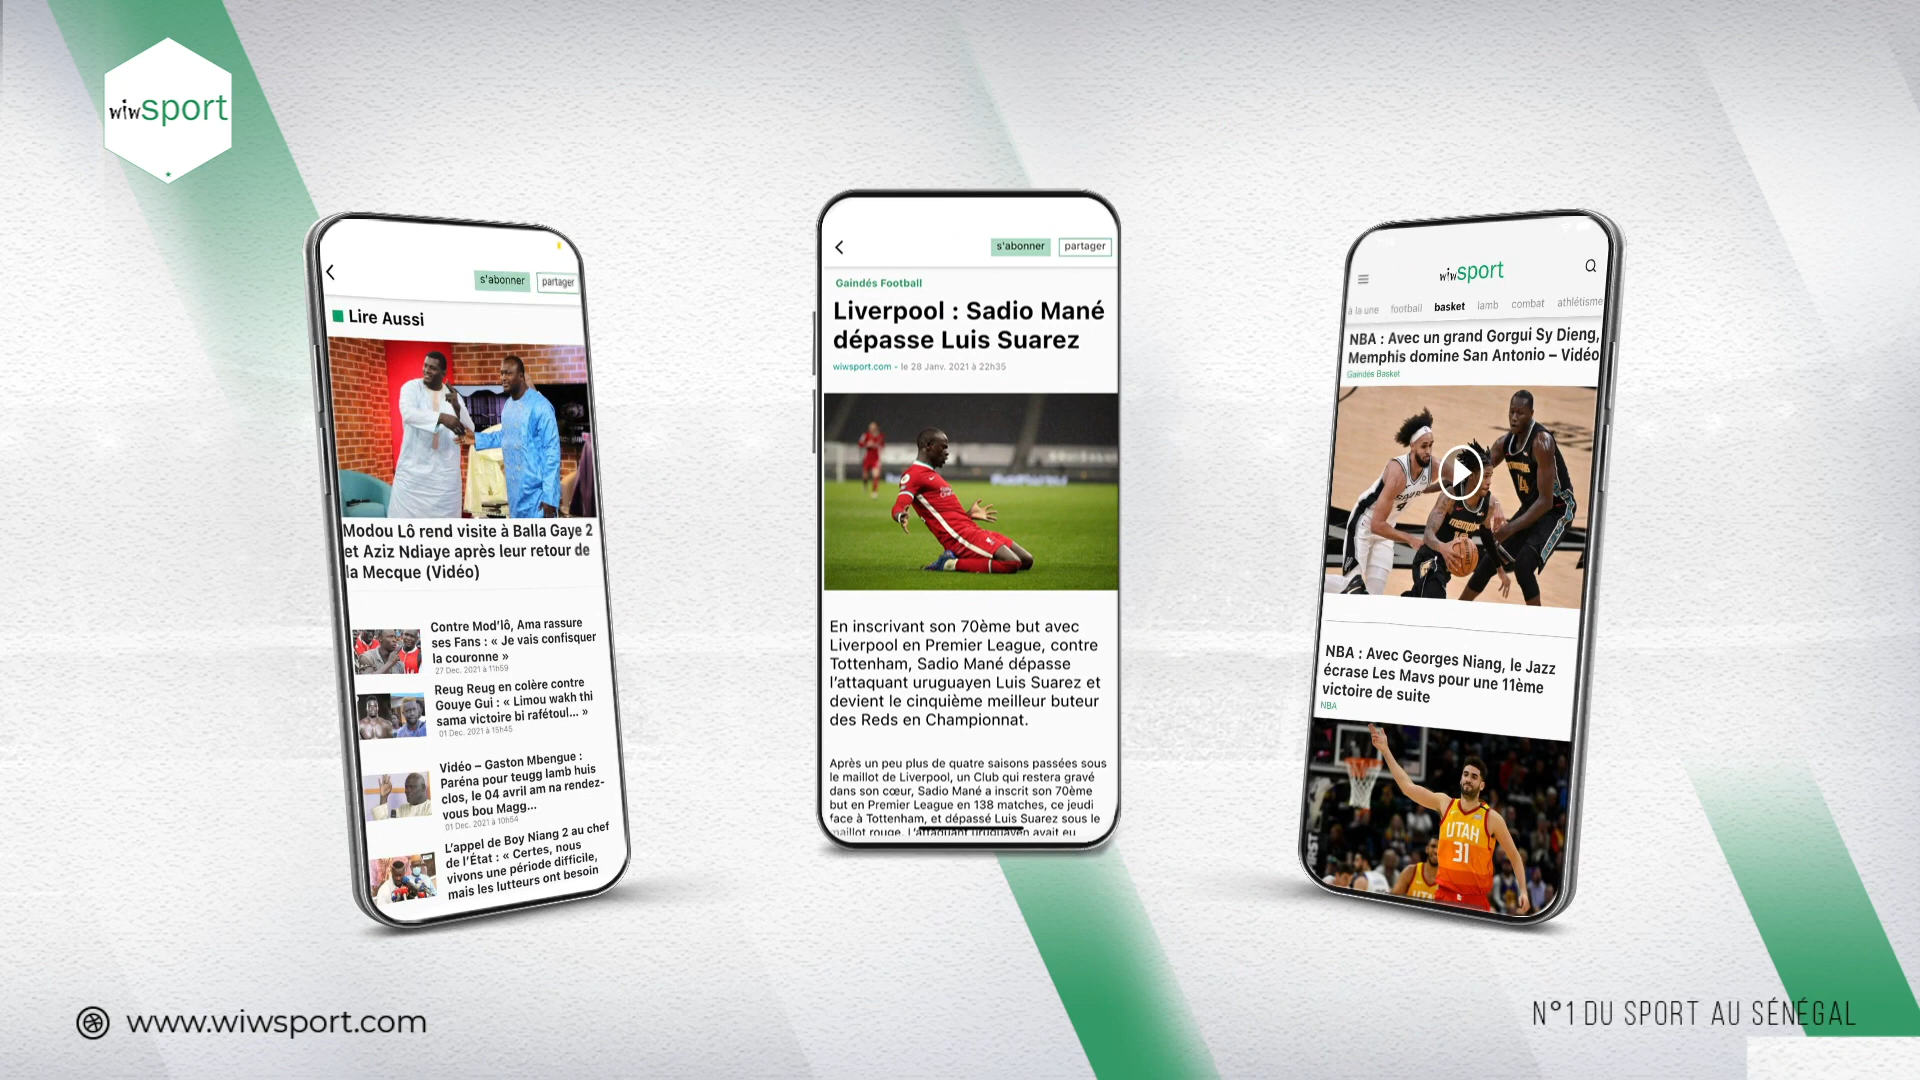 wiwsport
s'abonner
partager
Lire Aussi
Modou Lô rend visite à Balla Gaye 2
et Aziz Ndiaye après leur retour de
la Mecque (Vidéo)
Contre Mod'lô, Ama rassure
ses Fans : « Je vais confisquer
la couronne »
27 Dec. 2021 à 11h59
Reug Reug en colère contre
Gouye Gui : « Limou wakh thi
sama victoire bi rafétoul... »
01 Dec. 2021 à 15h45
Vidéo – Gaston Mbengue :
Paréna pour teugg lamb huis
clos, le 04 avril am na rendez-
vous bou Magg...
01 Dec. 2021 à 10h54
L'appel de Boy Niang 2 au chef
de l'État : « Certes, nous
vivons une période difficile,
mais les lutteurs ont besoin
s'abonner
partager
Gaindés Football
Liverpool : Sadio Mané
dépasse Luis Suarez
wiwsport.com - le 28 Janv. 2021 à 22h35
En inscrivant son 70ème but avec
Liverpool en Premier League, contre
Tottenham, Sadio Mané dépasse
l'attaquant uruguayen Luis Suarez et
devient le cinquième meilleur buteur
des Reds en Championnat.
Après un peu plus de quatre saisons passées sous
le maillot de Liverpool, un Club qui restera gravé
dans son cœur, Sadio Mané a inscrit son 70ème
but en Premier League en 138 matches, ce jeudi
face à Tottenham, et dépassé Luis Suarez sous le
maillot rouge. L'attaquant uruguayen avait eu
wiwsport
à la une football basket lamb combat athlétisme
NBA : Avec un grand Gorgui Sy Dieng,
Memphis domine San Antonio – Vidéo
Gaindés Basket
4
14
memphis
NBA : Avec Georges Niang, le Jazz
écrase Les Mavs pour une 11ème
victoire de suite
NBA
UTAH
31
www.wiwsport.com
N°1 DU SPORT AU SÉNÉGAL